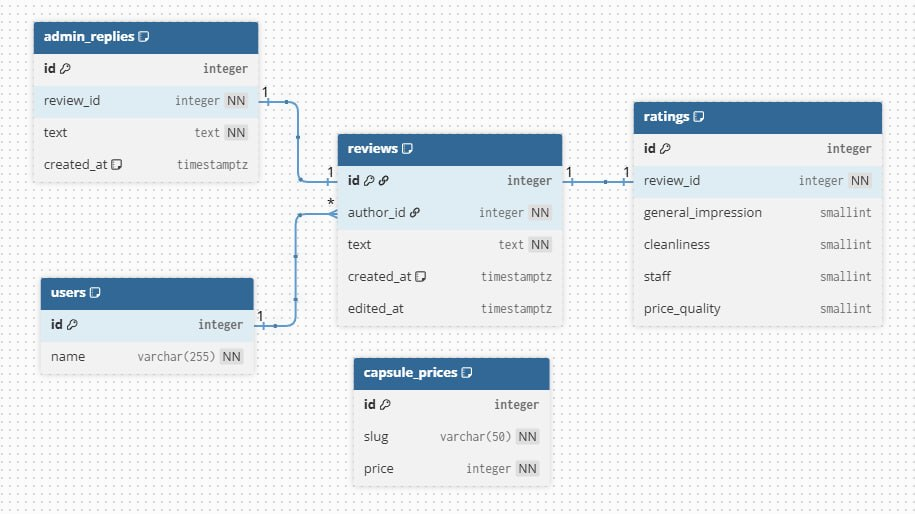 admin_replies
id integer
review_id integer NN
text text NN
created_at timestamptz
1
1
*
1
users
id integer
name varchar(255) NN
reviews
id integer
author_id integer NN
text text NN
created_at timestamptz
edited_at timestamptz
1
1
ratings
id integer
review_id integer NN
general_impression smallint
cleanliness smallint
staff smallint
price_quality smallint
capsule_prices
id integer
slug varchar(50) NN
price integer NN